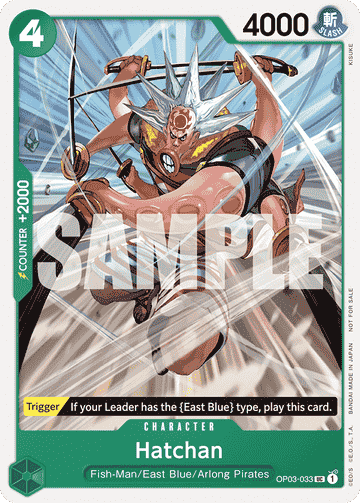 4
4000
斬
SLASH
KISUKE
COUNTER +2000
SAMPLE
Trigger If your Leader has the {East Blue} type, play this card.
CHARACTER
Hatchan
Fish-Man/East Blue/Arlong Pirates
OP03-033 UC 1
©E/S ©E./S., T.A. BANDAI MADE IN JAPAN NOT FOR SALE